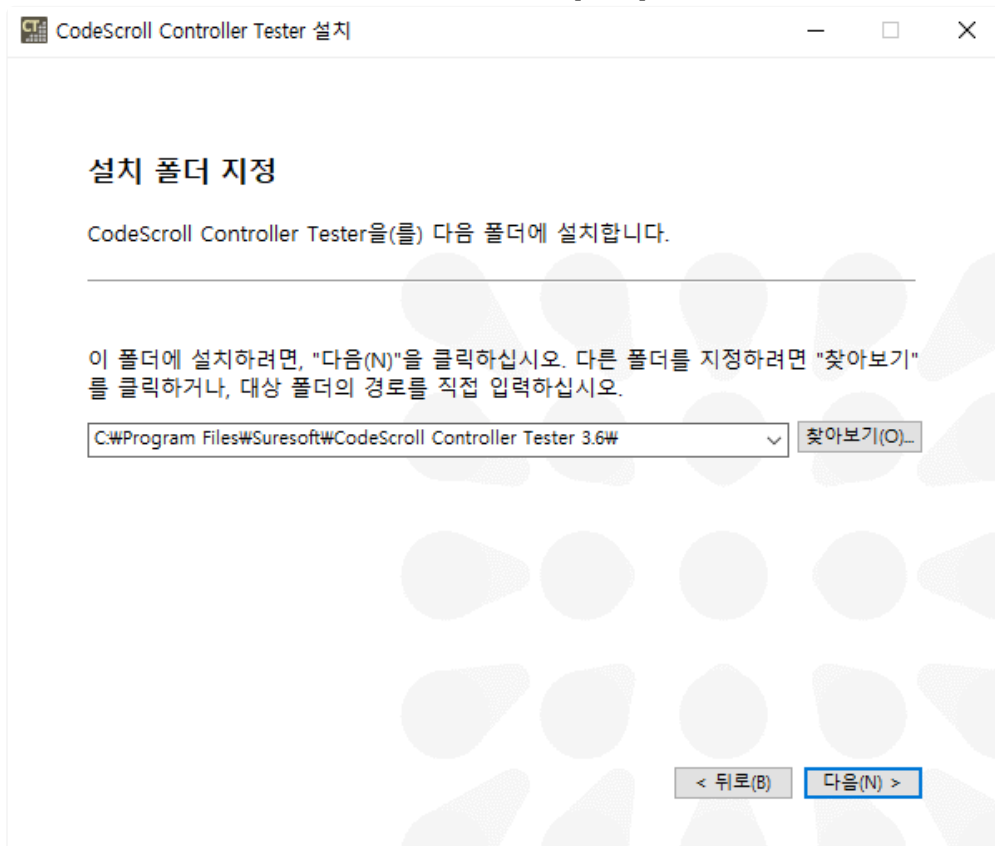 CodeScroll Controller Tester 설치
설치 폴더 지정
CodeScroll Controller Tester을(를) 다음 폴더에 설치합니다.
이 폴더에 설치하려면, "다음(N)"을 클릭하십시오. 다른 폴더를 지정하려면 "찾아보기"
를 클릭하거나, 대상 폴더의 경로를 직접 입력하십시오.
C:₩Program Files₩Suresoft₩CodeScroll Controller Tester 3.6₩
찾아보기(O)...
< 뒤로(B)
다음(N) >